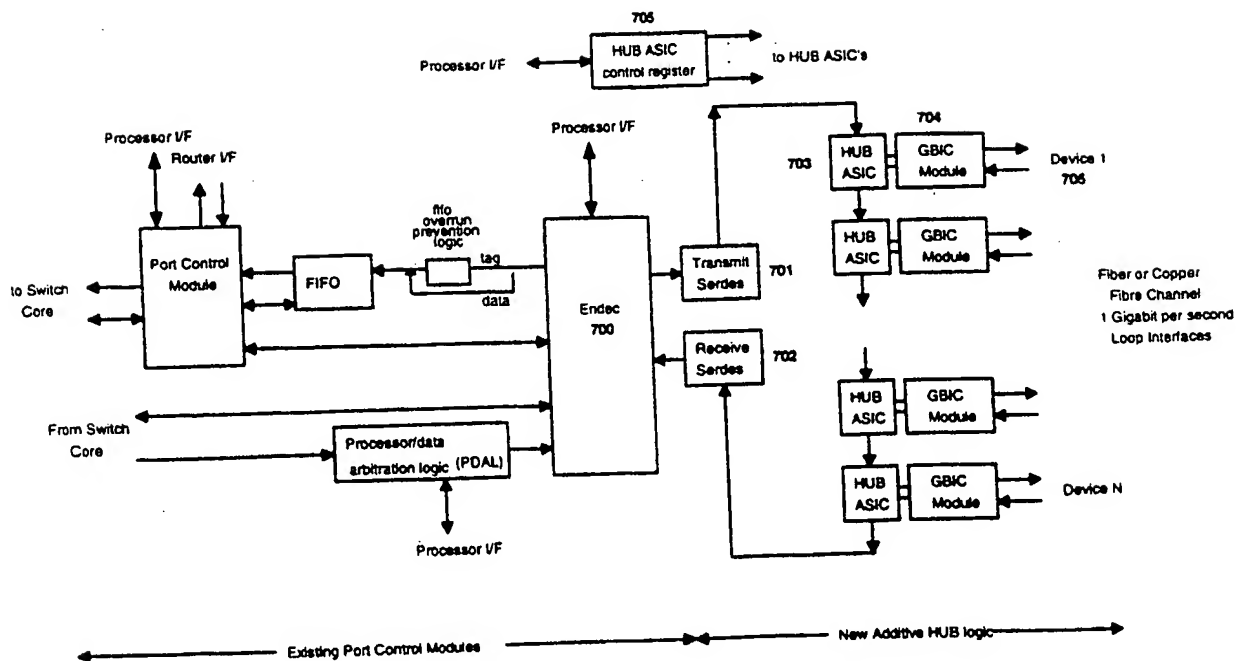 705
HUB ASIC
control register
Processor I/F
to HUB ASIC's
Processor I/F
Router I/F
Processor I/F
704
703
HUB
ASIC
GBIC
Module
Device 1
705
fifo
overrun
prevention
logic
tag
data
HUB
ASIC
GBIC
Module
Port Control
Module
FIFO
Transmit
Serdes
701
to Switch
Core
Endec
700
Fiber or Copper
Fibre Channel
1 Gigabit per second
Loop Interfaces
Receive
Serdes
702
HUB
ASIC
GBIC
Module
From Switch
Core
Processor/data
arbitration logic (PDAL)
HUB
ASIC
GBIC
Module
Device N
Processor I/F
Existing Port Control Modules
New Additive HUB logic